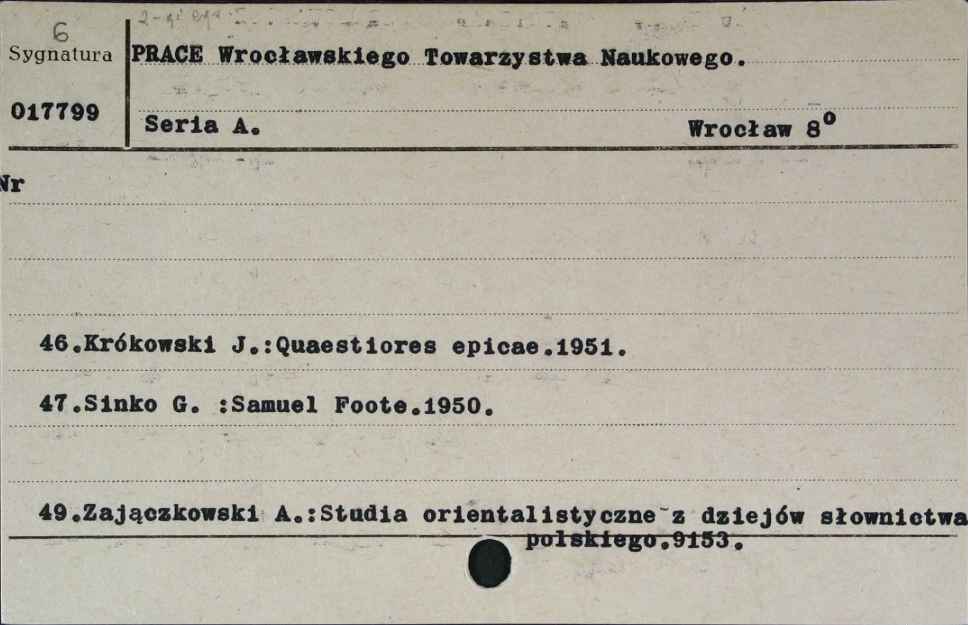 6
Sygnatura PRACE Wrocławskiego Towarzystwa Naukowego.
017799
Seria A. Wrocław 8⁰
Nr
46.Krókowski J.:Quaestiores epicae.1951.
47.Sinko G. :Samuel Foote.1950.
49.Zajączkowski A.:Studia orientalistyczne z dziejów słownictwa
polskiego.9153.